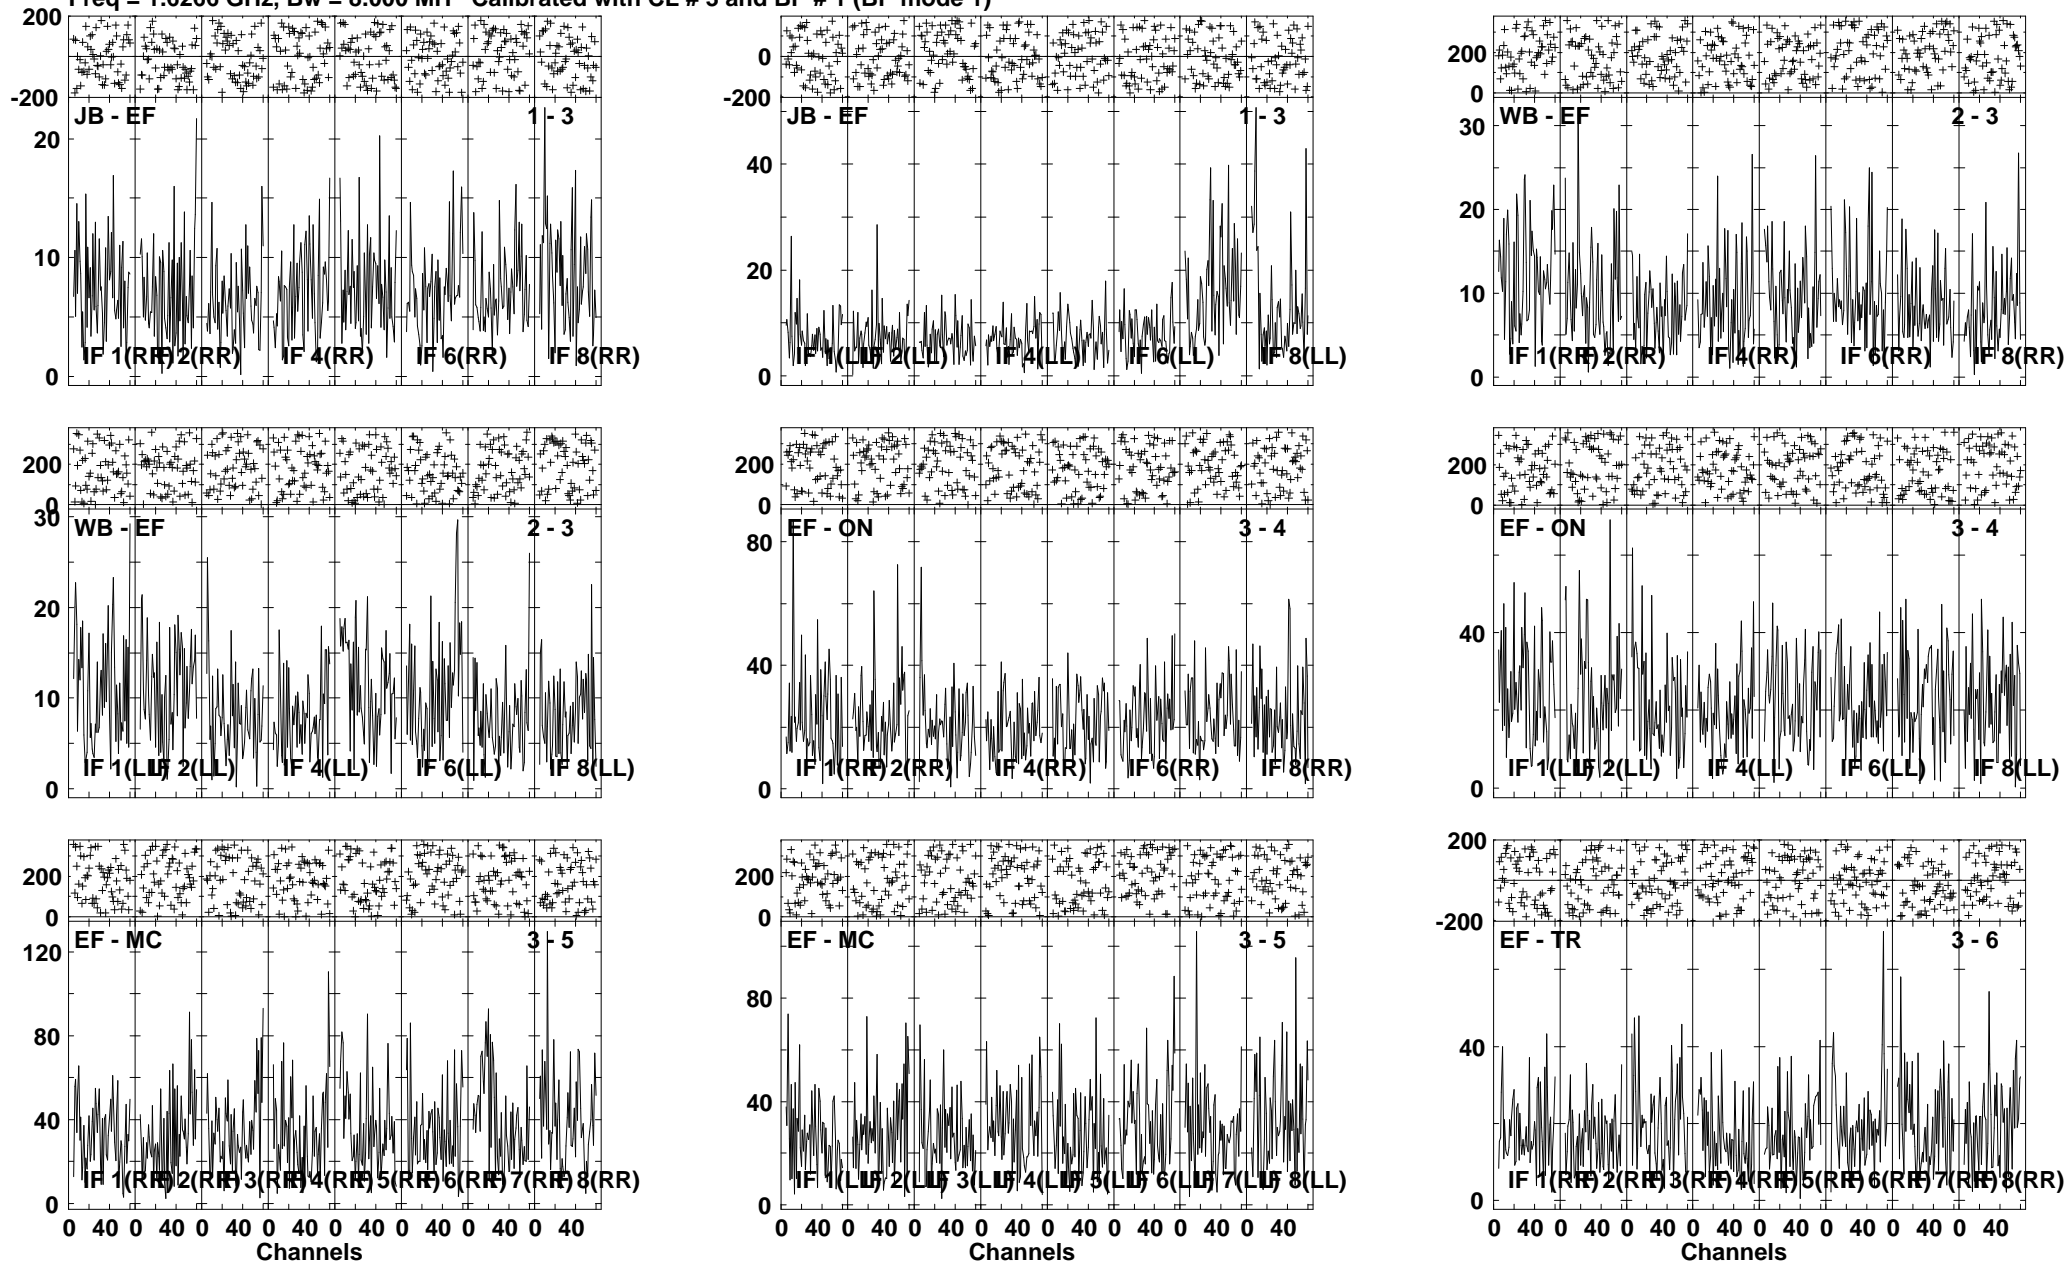 Freq = 1.6266 GHz, Bw = 8.000 MH Calibrated with CL # 3 and BP # 1 (BP mode 1)
200 0 200
-200 -200 0
JB - EF 1 - 3
20
10
0
IF 1(RR) IF 2(RR) IF 4(RR) IF 6(RR) IF 8(RR)
JB - EF 1 - 3
40
20
0
IF 1(LL) IF 2(LL) IF 4(LL) IF 6(LL) IF 8(LL)
WB - EF 2 - 3
30
20
10
0
IF 1(RR) IF 2(RR) IF 4(RR) IF 6(RR) IF 8(RR)
200 200 200
0 0 0
WB - EF 2 - 3
30
20
10
0
IF 1(LL) IF 2(LL) IF 4(LL) IF 6(LL) IF 8(LL)
EF - ON 3 - 4
80
40
0
IF 1(RR) IF 2(RR) IF 4(RR) IF 6(RR) IF 8(RR)
EF - ON 3 - 4
40
0
IF 1(LL) IF 2(LL) IF 4(LL) IF 6(LL) IF 8(LL)
200 200 200
0 0 -200
EF - MC 3 - 5
120
80
40
0
IF 1(RR) IF 2(RR) IF 3(RR) IF 4(RR) IF 5(RR) IF 6(RR) IF 7(RR) IF 8(RR)
0 40 0 40 0 40 0 40 0 40 0 40 0 40 0 40
Channels
EF - MC 3 - 5
80
40
0
IF 1(LL) IF 2(LL) IF 3(LL) IF 4(LL) IF 5(LL) IF 6(LL) IF 7(LL) IF 8(LL)
0 40 0 40 0 40 0 40 0 40 0 40 0 40 0 40
Channels
EF - TR 3 - 6
40
0
IF 1(RR) IF 2(RR) IF 3(RR) IF 4(RR) IF 5(RR) IF 6(RR) IF 7(RR) IF 8(RR)
0 40 0 40 0 40 0 40 0 40 0 40 0 40 0 40
Channels